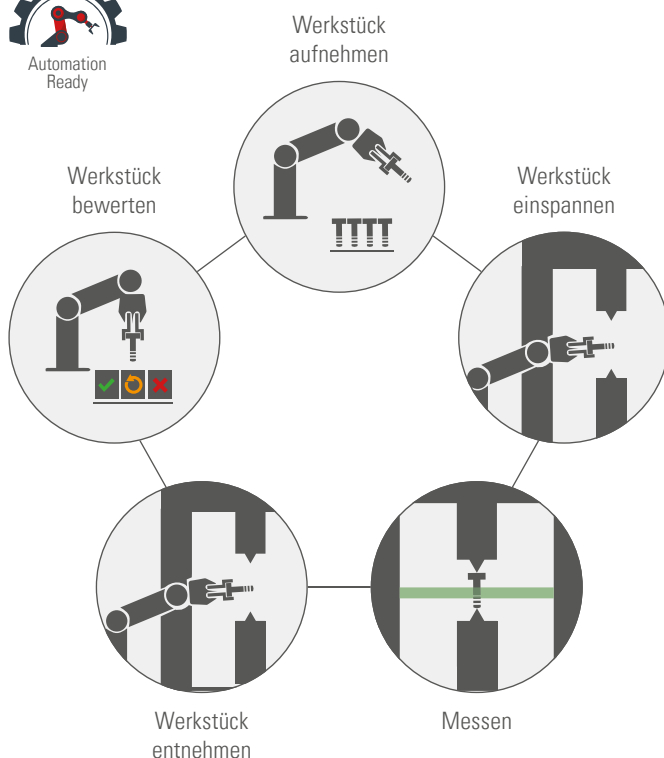 Automation
Ready
Werkstück
aufnehmen
Werkstück
bewerten
Werkstück
einspannen
Werkstück
entnehmen
Messen